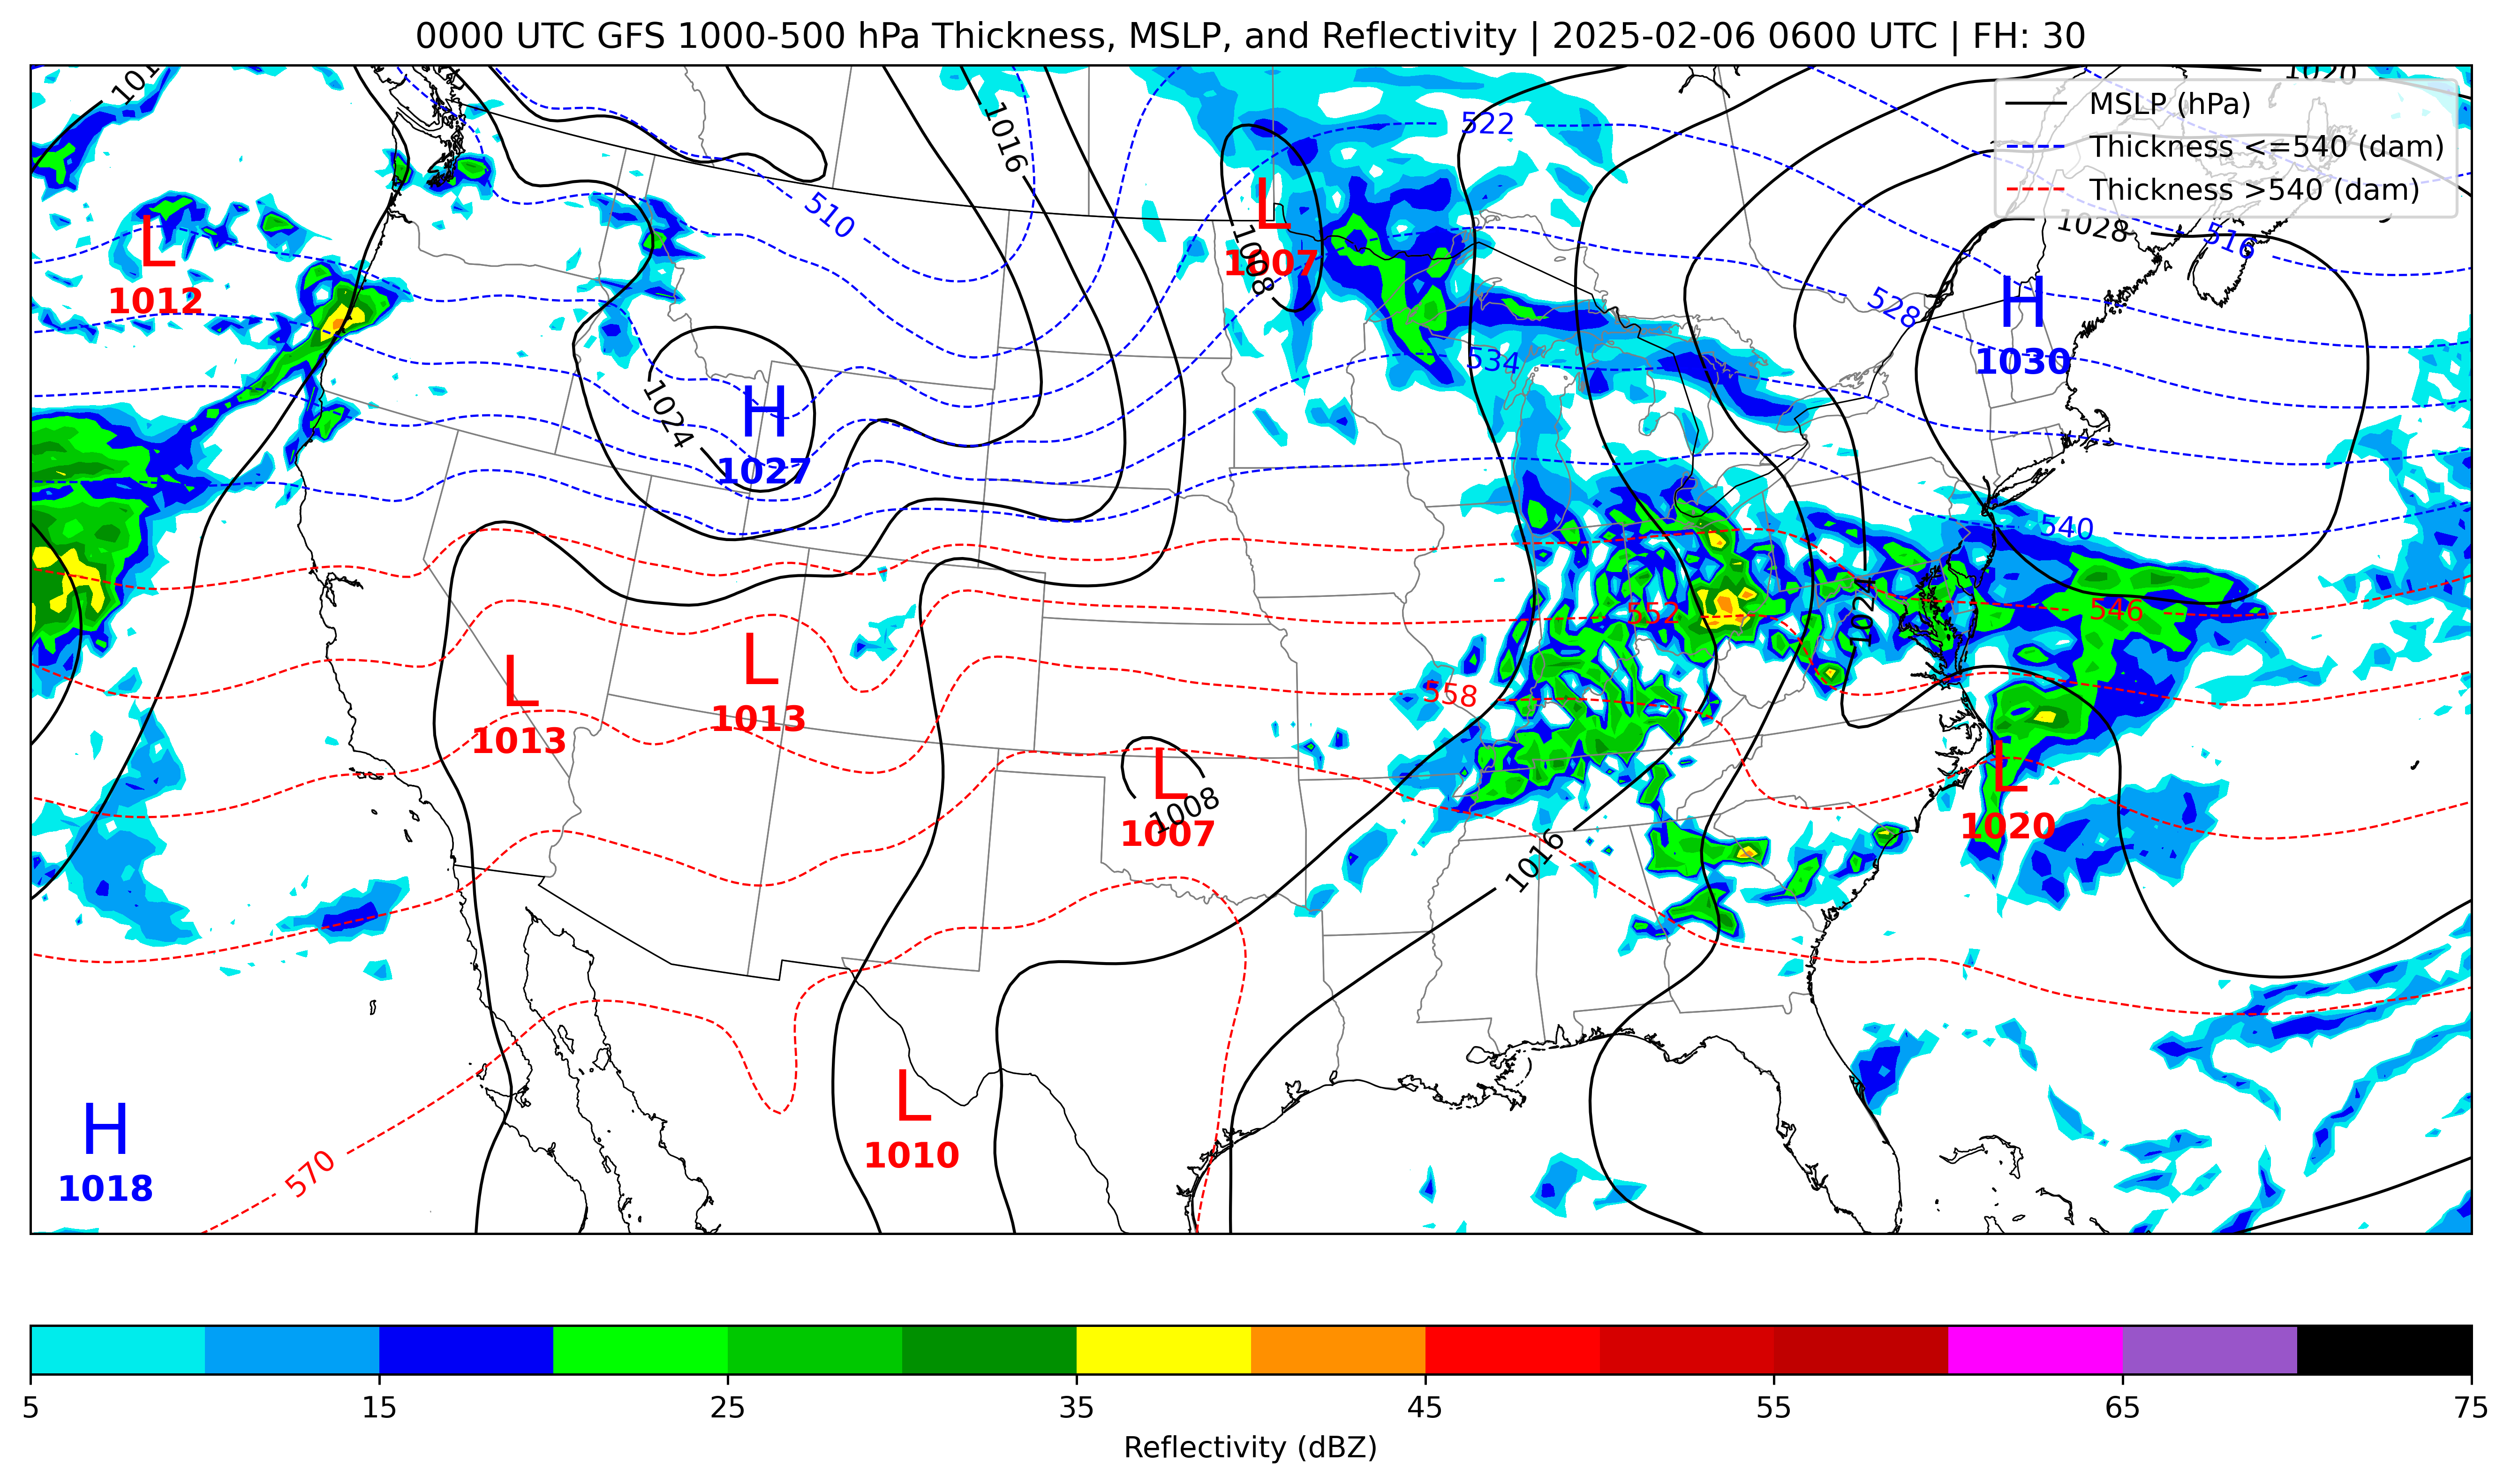 0000 UTC GFS 1000-500 hPa Thickness, MSLP, and Reflectivity | 2025-02-06 0600 UTC | FH: 30
1020
MSLP (hPa)
Thickness <=540 (dam)
Thickness >540 (dam)
1016
522
510
L
1012
L
1007
1008
1028
516
528
H
1030
534
1024
H
1027
540
1024
552
546
558
L
1013
L
1013
L
1007
1008
L
1020
1016
L
1010
H
1018
570
5
15
25
35
45
55
65
75
Reflectivity (dBZ)